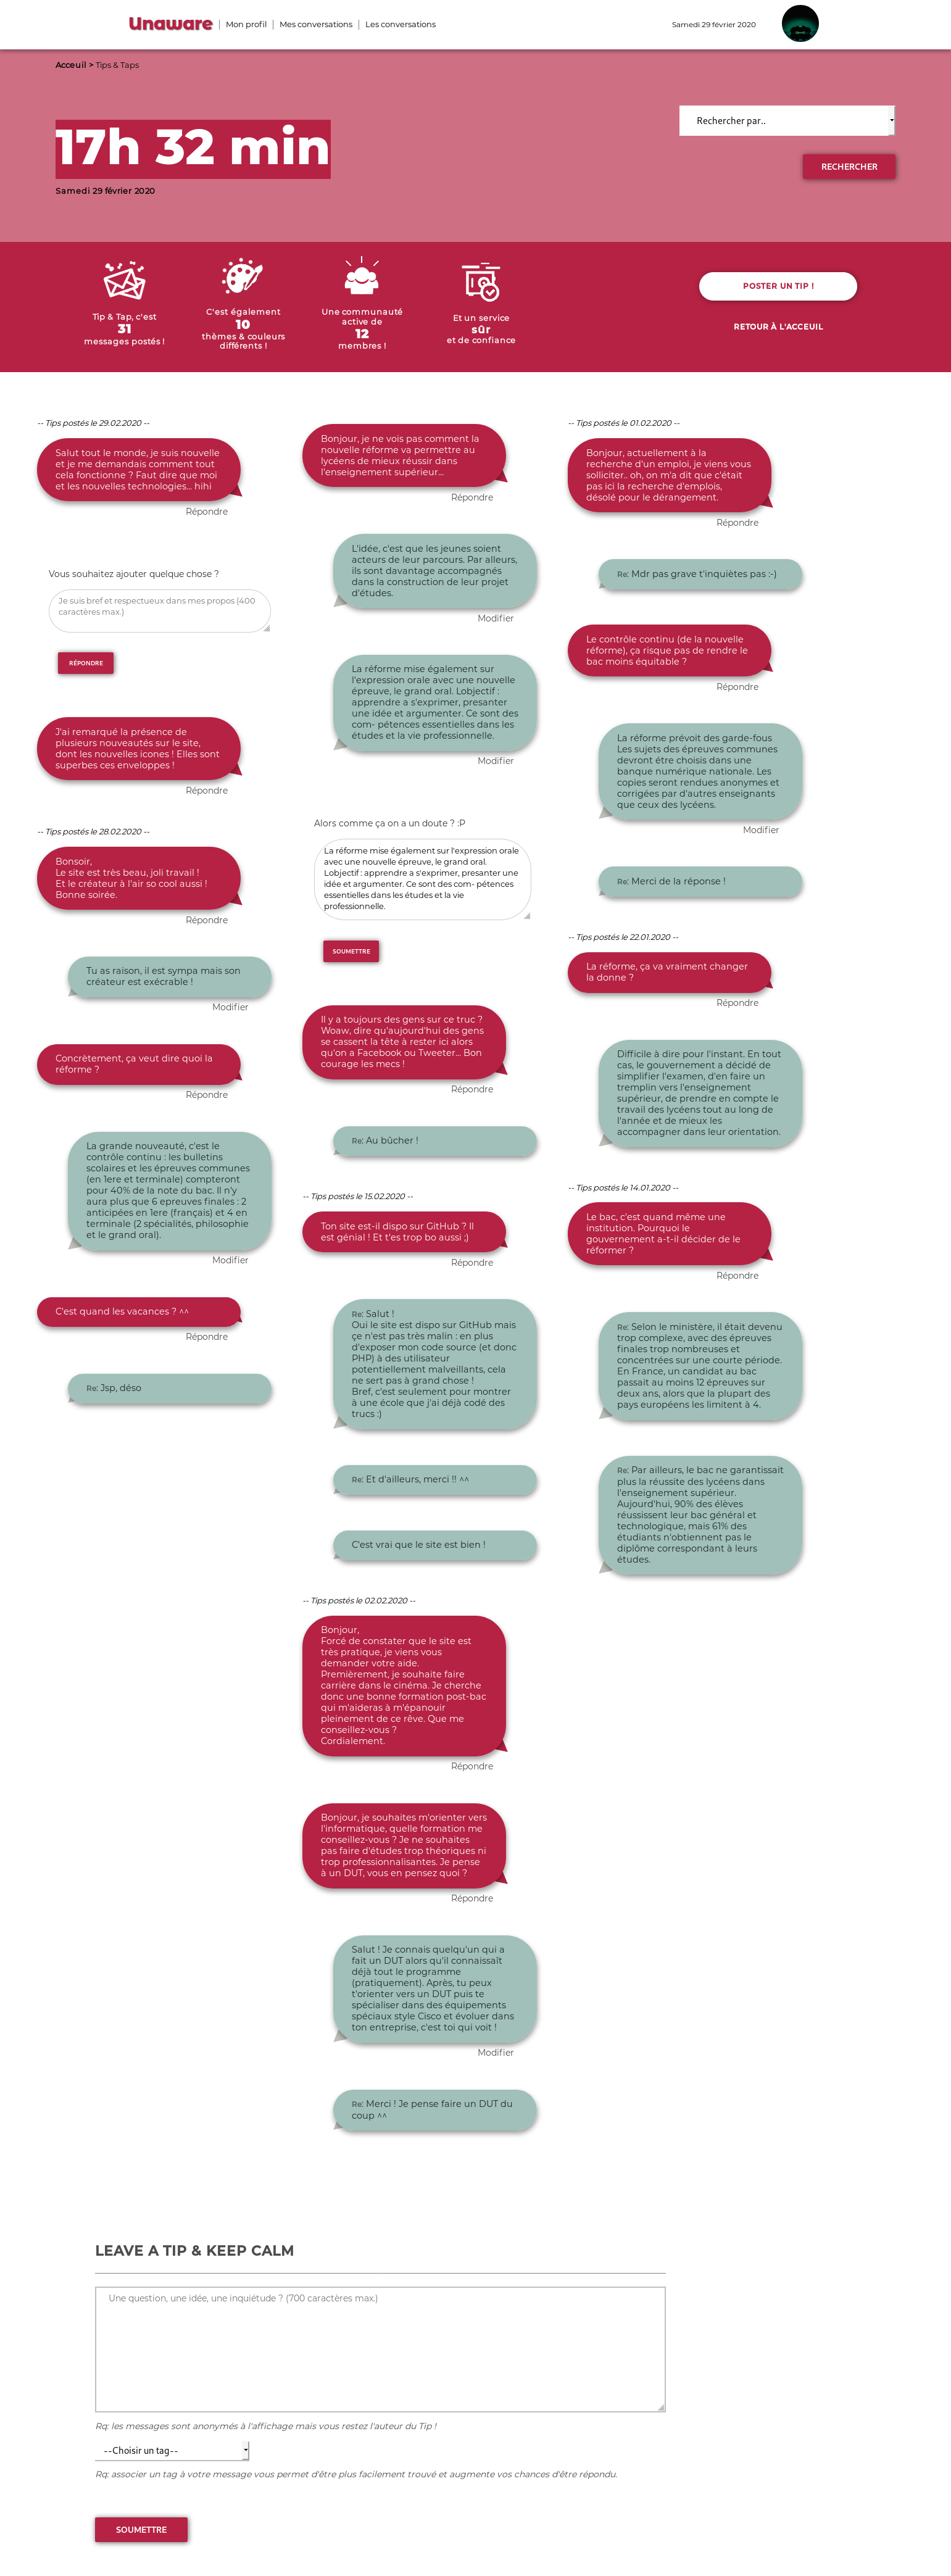 Unaware
Mon profil
Mes conversations
Les conversations
Samedi 29 février 2020
Acceuil > Tips & Taps
17h 32 min
Samedi 29 février 2020
Rechercher par..
RECHERCHER
Tip & Tap, c'est
31
messages postés !
C'est également
10
thèmes & couleurs
différents !
Une communauté
active de
12
membres !
Et un service
sûr
et de confiance
POSTER UN TIP !
RETOUR À L'ACCEUIL
-- Tips postés le 29.02.2020 --
Salut tout le monde, je suis nouvelle
et je me demandais comment tout
cela fonctionne ? Faut dire que moi
et les nouvelles technologies... hihi
Répondre
Vous souhaitez ajouter quelque chose ?
Je suis bref et respectueux dans mes propos (400
caractères max.)
RÉPONDRE
J'ai remarqué la présence de
plusieurs nouveautés sur le site,
dont les nouvelles icones ! Elles sont
superbes ces enveloppes !
Répondre
-- Tips postés le 28.02.2020 --
Bonsoir,
Le site est très beau, joli travail !
Et le créateur à l'air so cool aussi !
Bonne soirée.
Répondre
Tu as raison, il est sympa mais son
créateur est exécrable !
Modifier
Concrètement, ça veut dire quoi la
réforme ?
Répondre
La grande nouveauté, c'est le
contrôle continu : les bulletins
scolaires et les épreuves communes
(en 1ere et terminale) compteront
pour 40% de la note du bac. Il n'y
aura plus que 6 epreuves finales : 2
anticipées en 1ere (français) et 4 en
terminale (2 spécialités, philosophie
et le grand oral).
Modifier
C'est quand les vacances ? ^^
Répondre
Re: Jsp, déso
Bonjour, je ne vois pas comment la
nouvelle réforme va permettre au
lycéens de mieux réussir dans
l'enseignement supérieur...
Répondre
L'idée, c'est que les jeunes soient
acteurs de leur parcours. Par alleurs,
ils sont davantage accompagnés
dans la construction de leur projet
d'études.
Modifier
La réforme mise également sur
l'expression orale avec une nouvelle
épreuve, le grand oral. Lobjectif :
apprendre a s'exprimer, presanter
une idée et argumenter. Ce sont des
com- pétences essentielles dans les
études et la vie professionnelle.
Modifier
Alors comme ça on a un doute ? :P
La réforme mise également sur l'expression orale
avec une nouvelle épreuve, le grand oral.
Lobjectif : apprendre a s'exprimer, presanter une
idée et argumenter. Ce sont des com- pétences
essentielles dans les études et la vie
professionnelle.
SOUMETTRE
Il y a toujours des gens sur ce truc ?
Woaw, dire qu'aujourd'hui des gens
se cassent la tête à rester ici alors
qu'on a Facebook ou Tweeter... Bon
courage les mecs !
Répondre
Re: Au bûcher !
-- Tips postés le 15.02.2020 --
Ton site est-il dispo sur GitHub ? Il
est génial ! Et t'es trop bo aussi ;)
Répondre
Re: Salut !
Oui le site est dispo sur GitHub mais
çe n'est pas très malin : en plus
d'exposer mon code source (et donc
PHP) à des utilisateur
potentiellement malveillants, cela
ne sert pas à grand chose !
Bref, c'est seulement pour montrer
à une école que j'ai déjà codé des
trucs :)
Re: Et d'ailleurs, merci !! ^^
C'est vrai que le site est bien !
-- Tips postés le 02.02.2020 --
Bonjour,
Forcé de constater que le site est
très pratique, je viens vous
demander votre aide.
Premièrement, je souhaite faire
carrière dans le cinéma. Je cherche
donc une bonne formation post-bac
qui m'aideras à m'épanouir
pleinement de ce rêve. Que me
conseillez-vous ?
Cordialement.
Répondre
Bonjour, je souhaites m'orienter vers
l'informatique, quelle formation me
conseillez-vous ? Je ne souhaites
pas faire d'études trop théoriques ni
trop professionnalisantes. Je pense
à un DUT, vous en pensez quoi ?
Répondre
Salut ! Je connais quelqu'un qui a
fait un DUT alors qu'il connaissaît
déjà tout le programme
(pratiquement). Après, tu peux
t'orienter vers un DUT puis te
spécialiser dans des équipements
spéciaux style Cisco et évoluer dans
ton entreprise, c'est toi qui voit !
Modifier
Re: Merci ! Je pense faire un DUT du
coup ^^
-- Tips postés le 01.02.2020 --
Bonjour, actuellement à la
recherche d'un emploi, je viens vous
solliciter.. oh, on m'a dit que c'était
pas ici la recherche d'emplois,
désolé pour le dérangement.
Répondre
Re: Mdr pas grave t'inquiètes pas :-)
Le contrôle continu (de la nouvelle
réforme), ça risque pas de rendre le
bac moins équitable ?
Répondre
La réforme prévoit des garde-fous
Les sujets des épreuves communes
devront étre choisis dans une
banque numérique nationale. Les
copies seront rendues anonymes et
corrigées par d'autres enseignants
que ceux des lycéens.
Modifier
Re: Merci de la réponse !
-- Tips postés le 22.01.2020 --
La réforme, ça va vraiment changer
la donne ?
Répondre
Difficile à dire pour l'instant. En tout
cas, le gouvernement a décidé de
simplifier l'examen, d'en faire un
tremplin vers l'enseignement
supérieur, de prendre en compte le
travail des lycéens tout au long de
l'année et de mieux les
accompagner dans leur orientation.
-- Tips postés le 14.01.2020 --
Le bac, c'est quand même une
institution. Pourquoi le
gouvernement a-t-il décider de le
réformer ?
Répondre
Re: Selon le ministère, il était devenu
trop complexe, avec des épreuves
finales trop nombreuses et
concentrées sur une courte période.
En France, un candidat au bac
passait au moins 12 épreuves sur
deux ans, alors que la plupart des
pays européens les limitent à 4.
Re: Par ailleurs, le bac ne garantissait
plus la réussite des lycéens dans
l'enseignement supérieur.
Aujourd'hui, 90% des élèves
réussissent leur bac général et
technologique, mais 61% des
étudiants n'obtiennent pas le
diplôme correspondant à leurs
études.
LEAVE A TIP & KEEP CALM
Une question, une idée, une inquiétude ? (700 caractères max.)
Rq: les messages sont anonymés à l'affichage mais vous restez l'auteur du Tip !
--Choisir un tag--
Rq: associer un tag à votre message vous permet d'être plus facilement trouvé et augmente vos chances d'être répondu.
SOUMETTRE